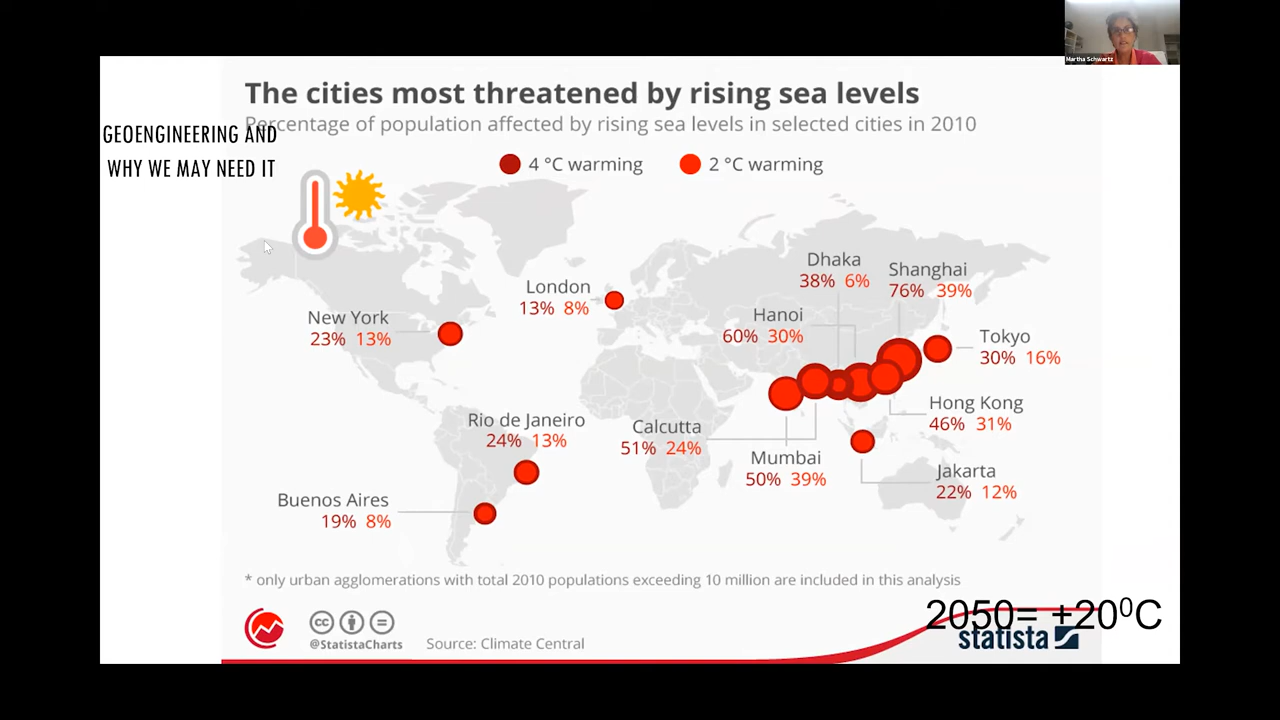 Martha Schwartz
The cities most threatened by rising sea levels
Percentage of population affected by rising sea levels in selected cities in 2010
GEOENGINEERING AND
WHY WE MAY NEED IT
4 °C warming
2 °C warming
Dhaka
38% 6%
Shanghai
76% 39%
London
13% 8%
New York
23% 13%
Hanoi
60% 30%
Tokyo
30% 16%
Hong Kong
46% 31%
Rio de Janeiro
24% 13%
Calcutta
51% 24%
Mumbai
50% 39%
Jakarta
22% 12%
Buenos Aires
19% 8%
* only urban agglomerations with total 2010 populations exceeding 10 million are included in this analysis
2050= +20⁰C
cc
@StatistaCharts
Source: Climate Central
statista